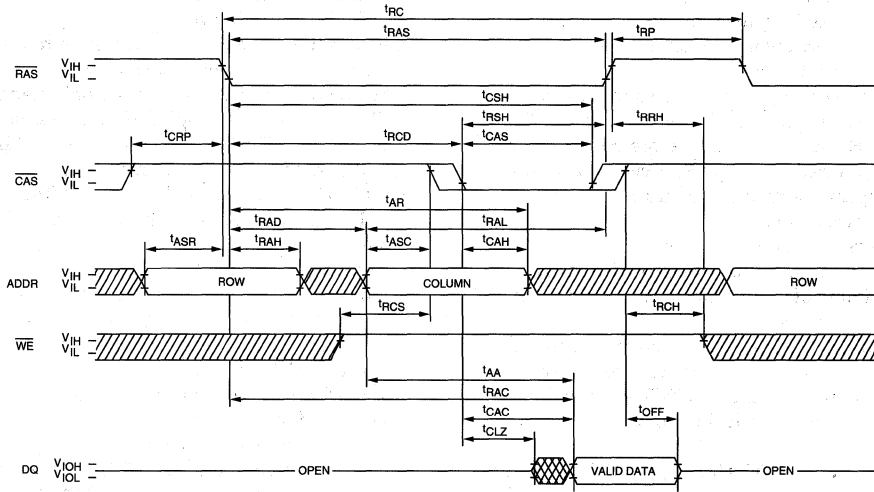 tRC
tRAS
tRP
RAS
VIH
VIL
tCSH
tRSH
tRRH
tCRP
tRCD
tCAS
CAS
VIH
VIL
tAR
tRAD
tRAL
tASR
tRAH
tASC
tCAH
ADDR
VIH
VIL
ROW
COLUMN
ROW
tRCS
tRCH
WE
VIH
VIL
tAA
tRAC
tCAC
tOFF
tCLZ
DQ
VIOH
VIOL
OPEN
VALID DATA
OPEN